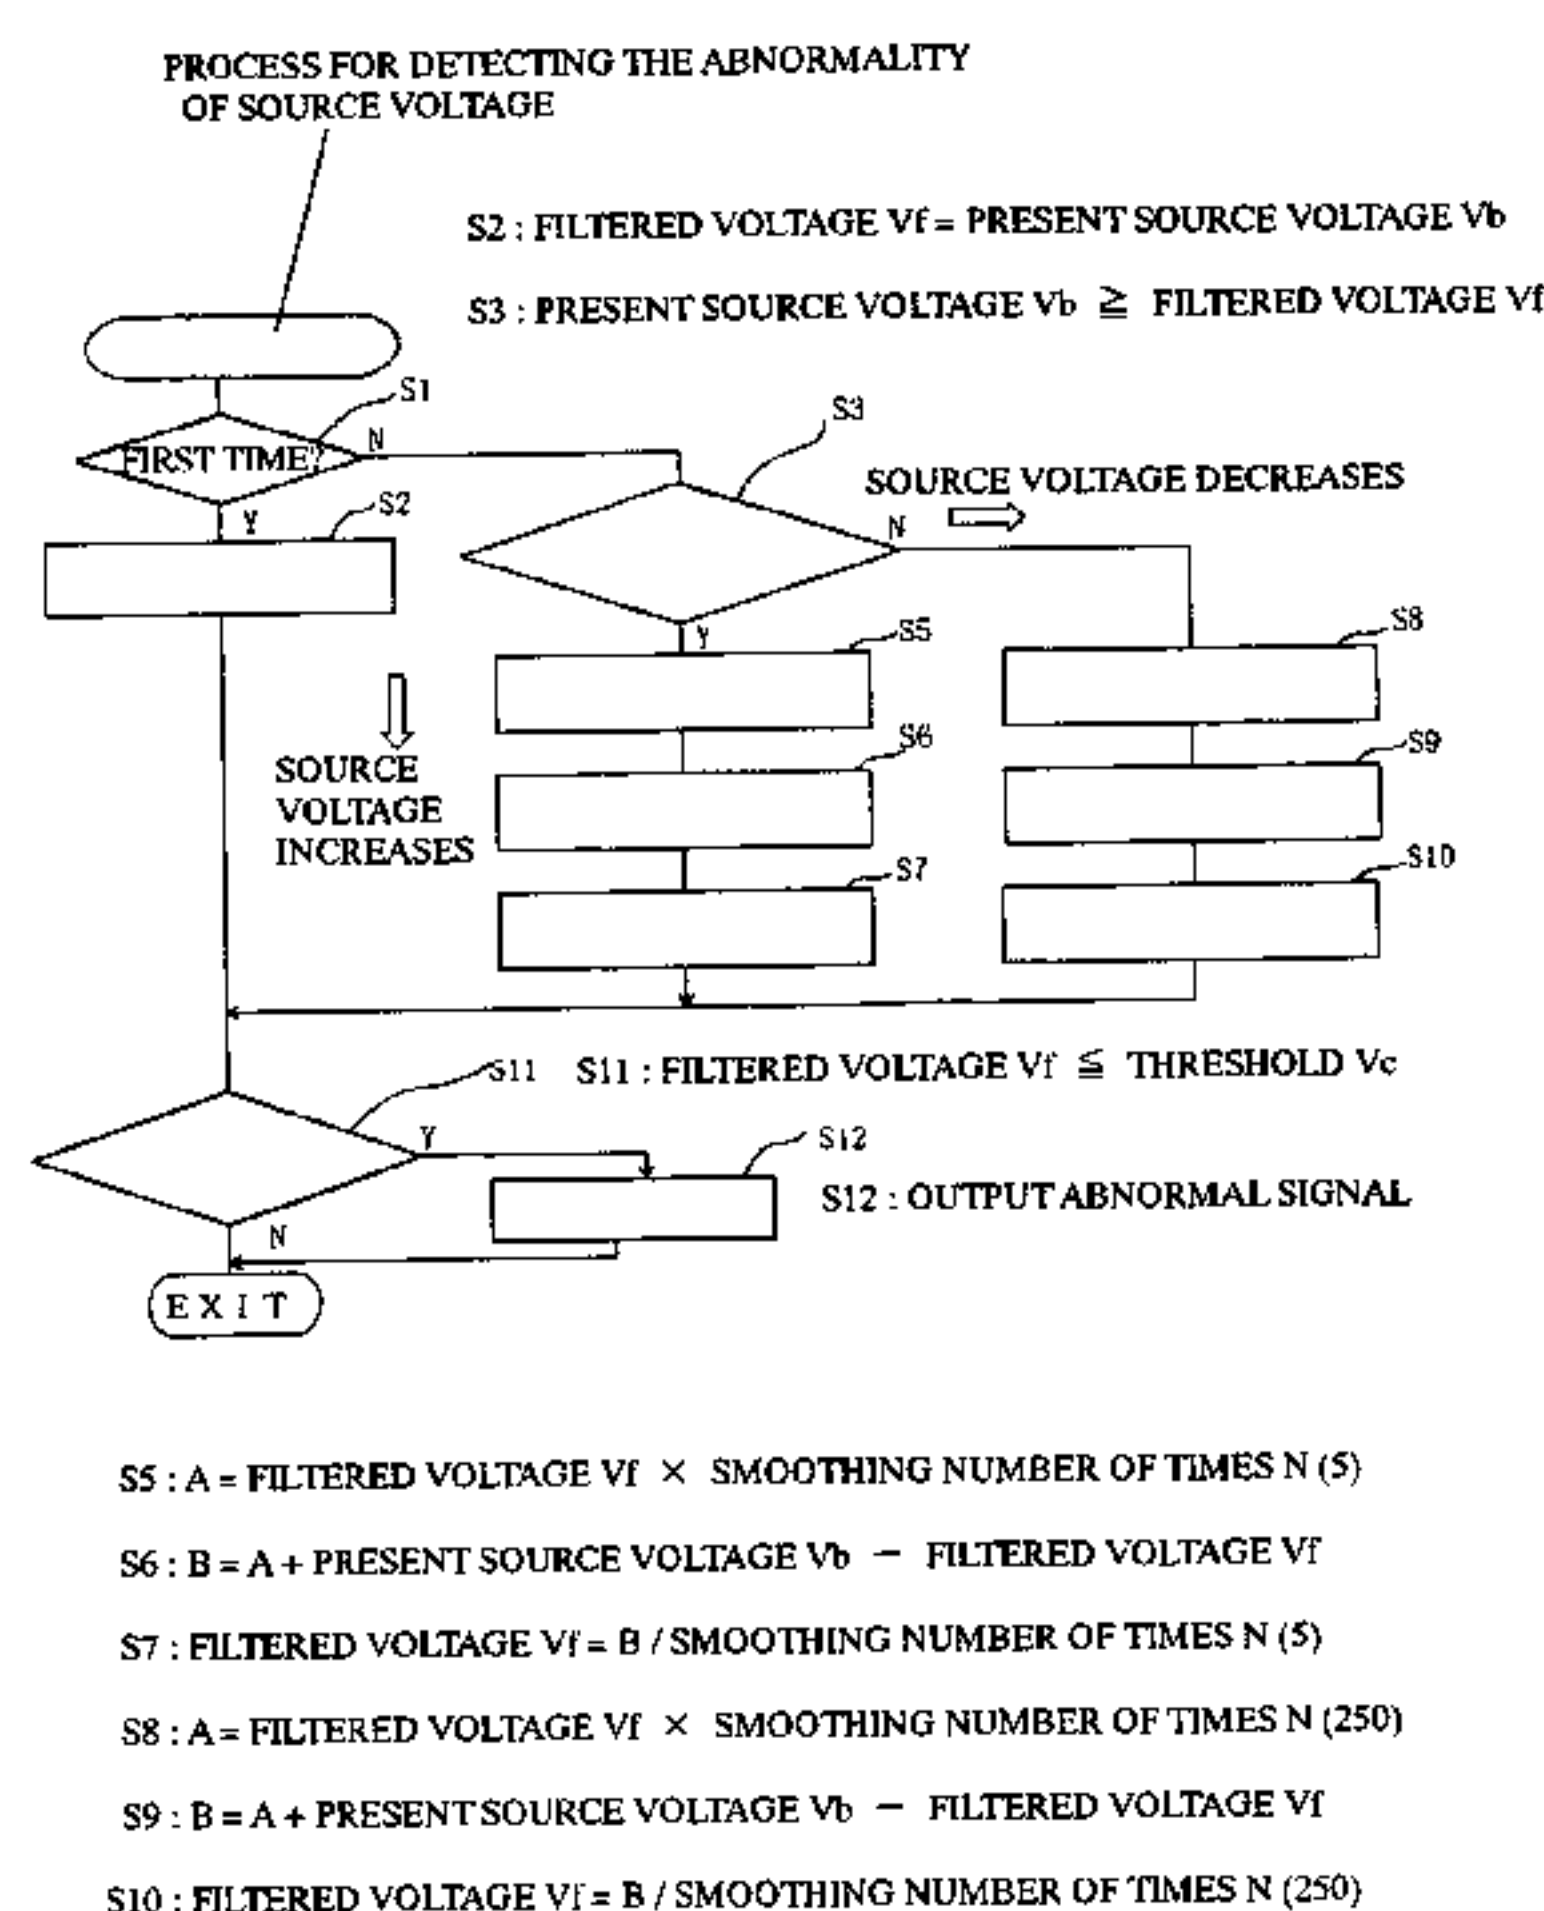 PROCESS FOR DETECTING THE ABNORMALITY
OF SOURCE VOLTAGE
S2 : FILTERED VOLTAGE Vf = PRESENT SOURCE VOLTAGE Vb
S3 : PRESENT SOURCE VOLTAGE Vb ≧ FILTERED VOLTAGE Vf
S1
FIRST TIME?
N
S3
SOURCE VOLTAGE DECREASES
Y
S2
N
Y
S5
S8
SOURCE
VOLTAGE
INCREASES
S6
S9
S7
S10
S11
S11 : FILTERED VOLTAGE Vf ≦ THRESHOLD Vc
Y
S12
S12 : OUTPUT ABNORMAL SIGNAL
N
EXIT
S5 : A = FILTERED VOLTAGE Vf × SMOOTHING NUMBER OF TIMES N (5)
S6 : B = A + PRESENT SOURCE VOLTAGE Vb − FILTERED VOLTAGE Vf
S7 : FILTERED VOLTAGE Vf = B / SMOOTHING NUMBER OF TIMES N (5)
S8 : A = FILTERED VOLTAGE Vf × SMOOTHING NUMBER OF TIMES N (250)
S9 : B = A + PRESENT SOURCE VOLTAGE Vb − FILTERED VOLTAGE Vf
S10 : FILTERED VOLTAGE Vf = B / SMOOTHING NUMBER OF TIMES N (250)